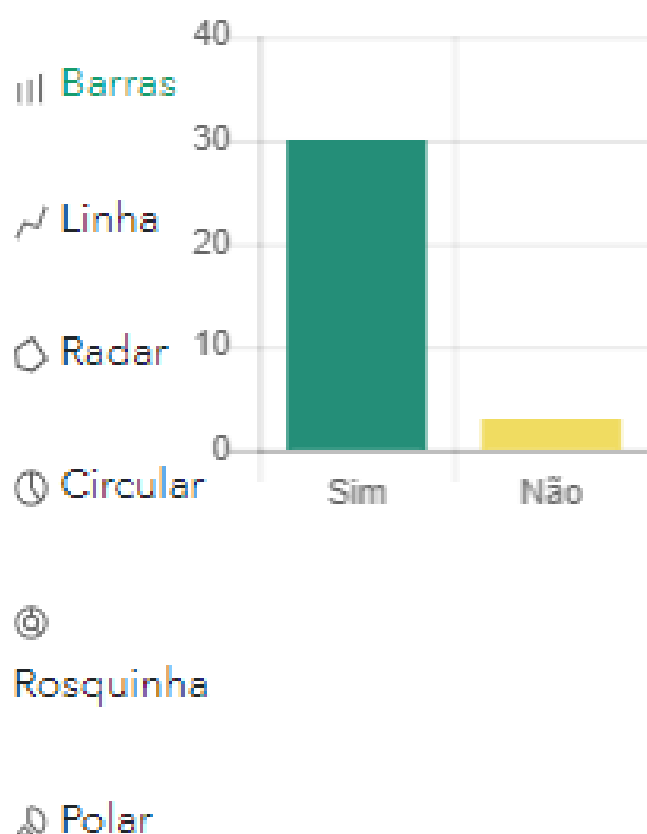 40
Barras
30
Linha
20
Radar
10
0
Circular
Sim Não
Rosquinha
Polar